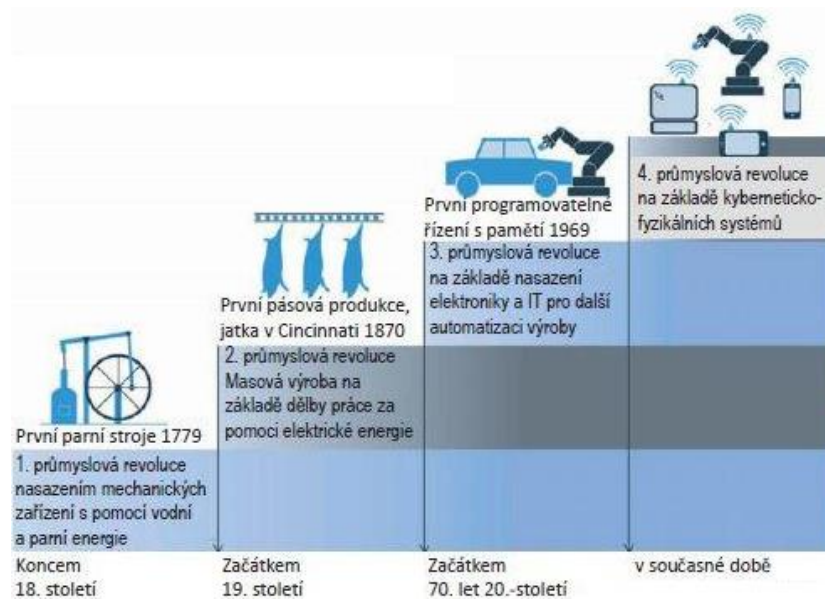 První parní stroje 1779
1. průmyslová revoluce
nasazením mechanických
zařízení s pomocí vodní
a parní energie
Koncem
18. století
První pásová produkce,
jatka v Cincinnati 1870
2. průmyslová revoluce
Masová výroba na
základě dělby práce za
pomoci elektrické energie
Začátkem
19. století
První programovatelné
řízení s pamětí 1969
3. průmyslová revoluce
na základě nasazení
elektroniky a IT pro další
automatizaci výroby
Začátkem
70. let 20.-století
4. průmyslová revoluce
na základě kyberneticko-
fyzikálních systémů
v současné době